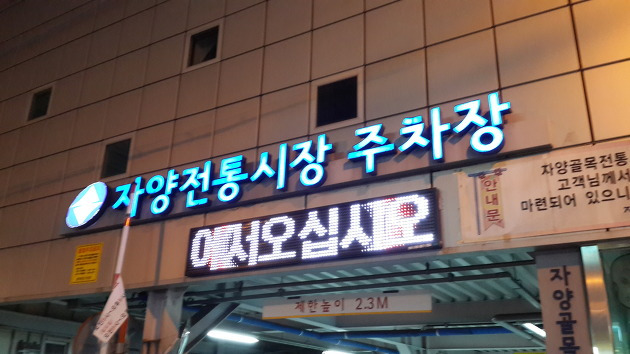 자양전통시장 주차장
어서오십시오
제한높이 2.3M
안내문
자양골목전통
고객님께서
마련되어 있으니
자양골목